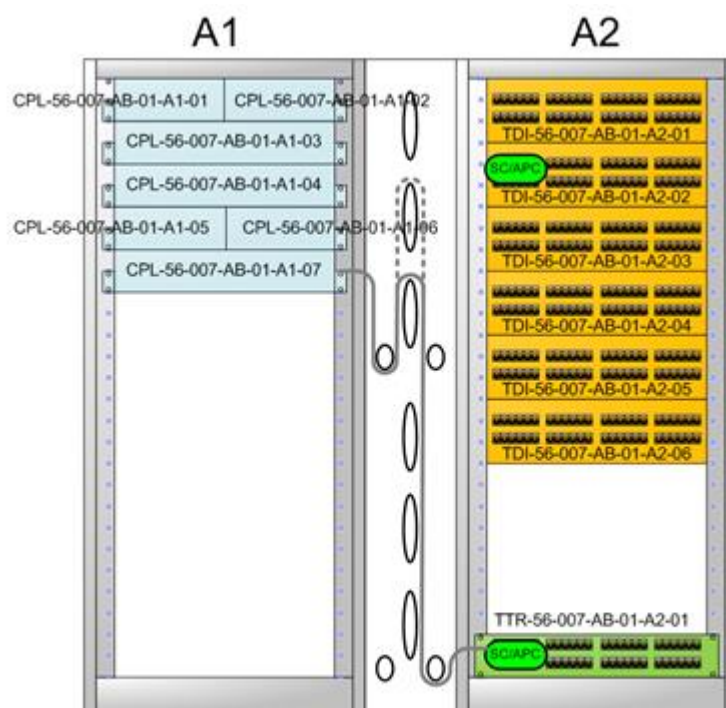 A1
A2
CPL-56-007-AB-01-A1-01
CPL-56-007-AB-01-A1-02
CPL-56-007-AB-01-A1-03
CPL-56-007-AB-01-A1-04
CPL-56-007-AB-01-A1-05
CPL-56-007-AB-01-A1-06
CPL-56-007-AB-01-A1-07
TDI-56-007-AB-01-A2-01
SC/APC
TDI-56-007-AB-01-A2-02
TDI-56-007-AB-01-A2-03
TDI-56-007-AB-01-A2-04
TDI-56-007-AB-01-A2-05
TDI-56-007-AB-01-A2-06
TTR-56-007-AB-01-A2-01
SC/APC